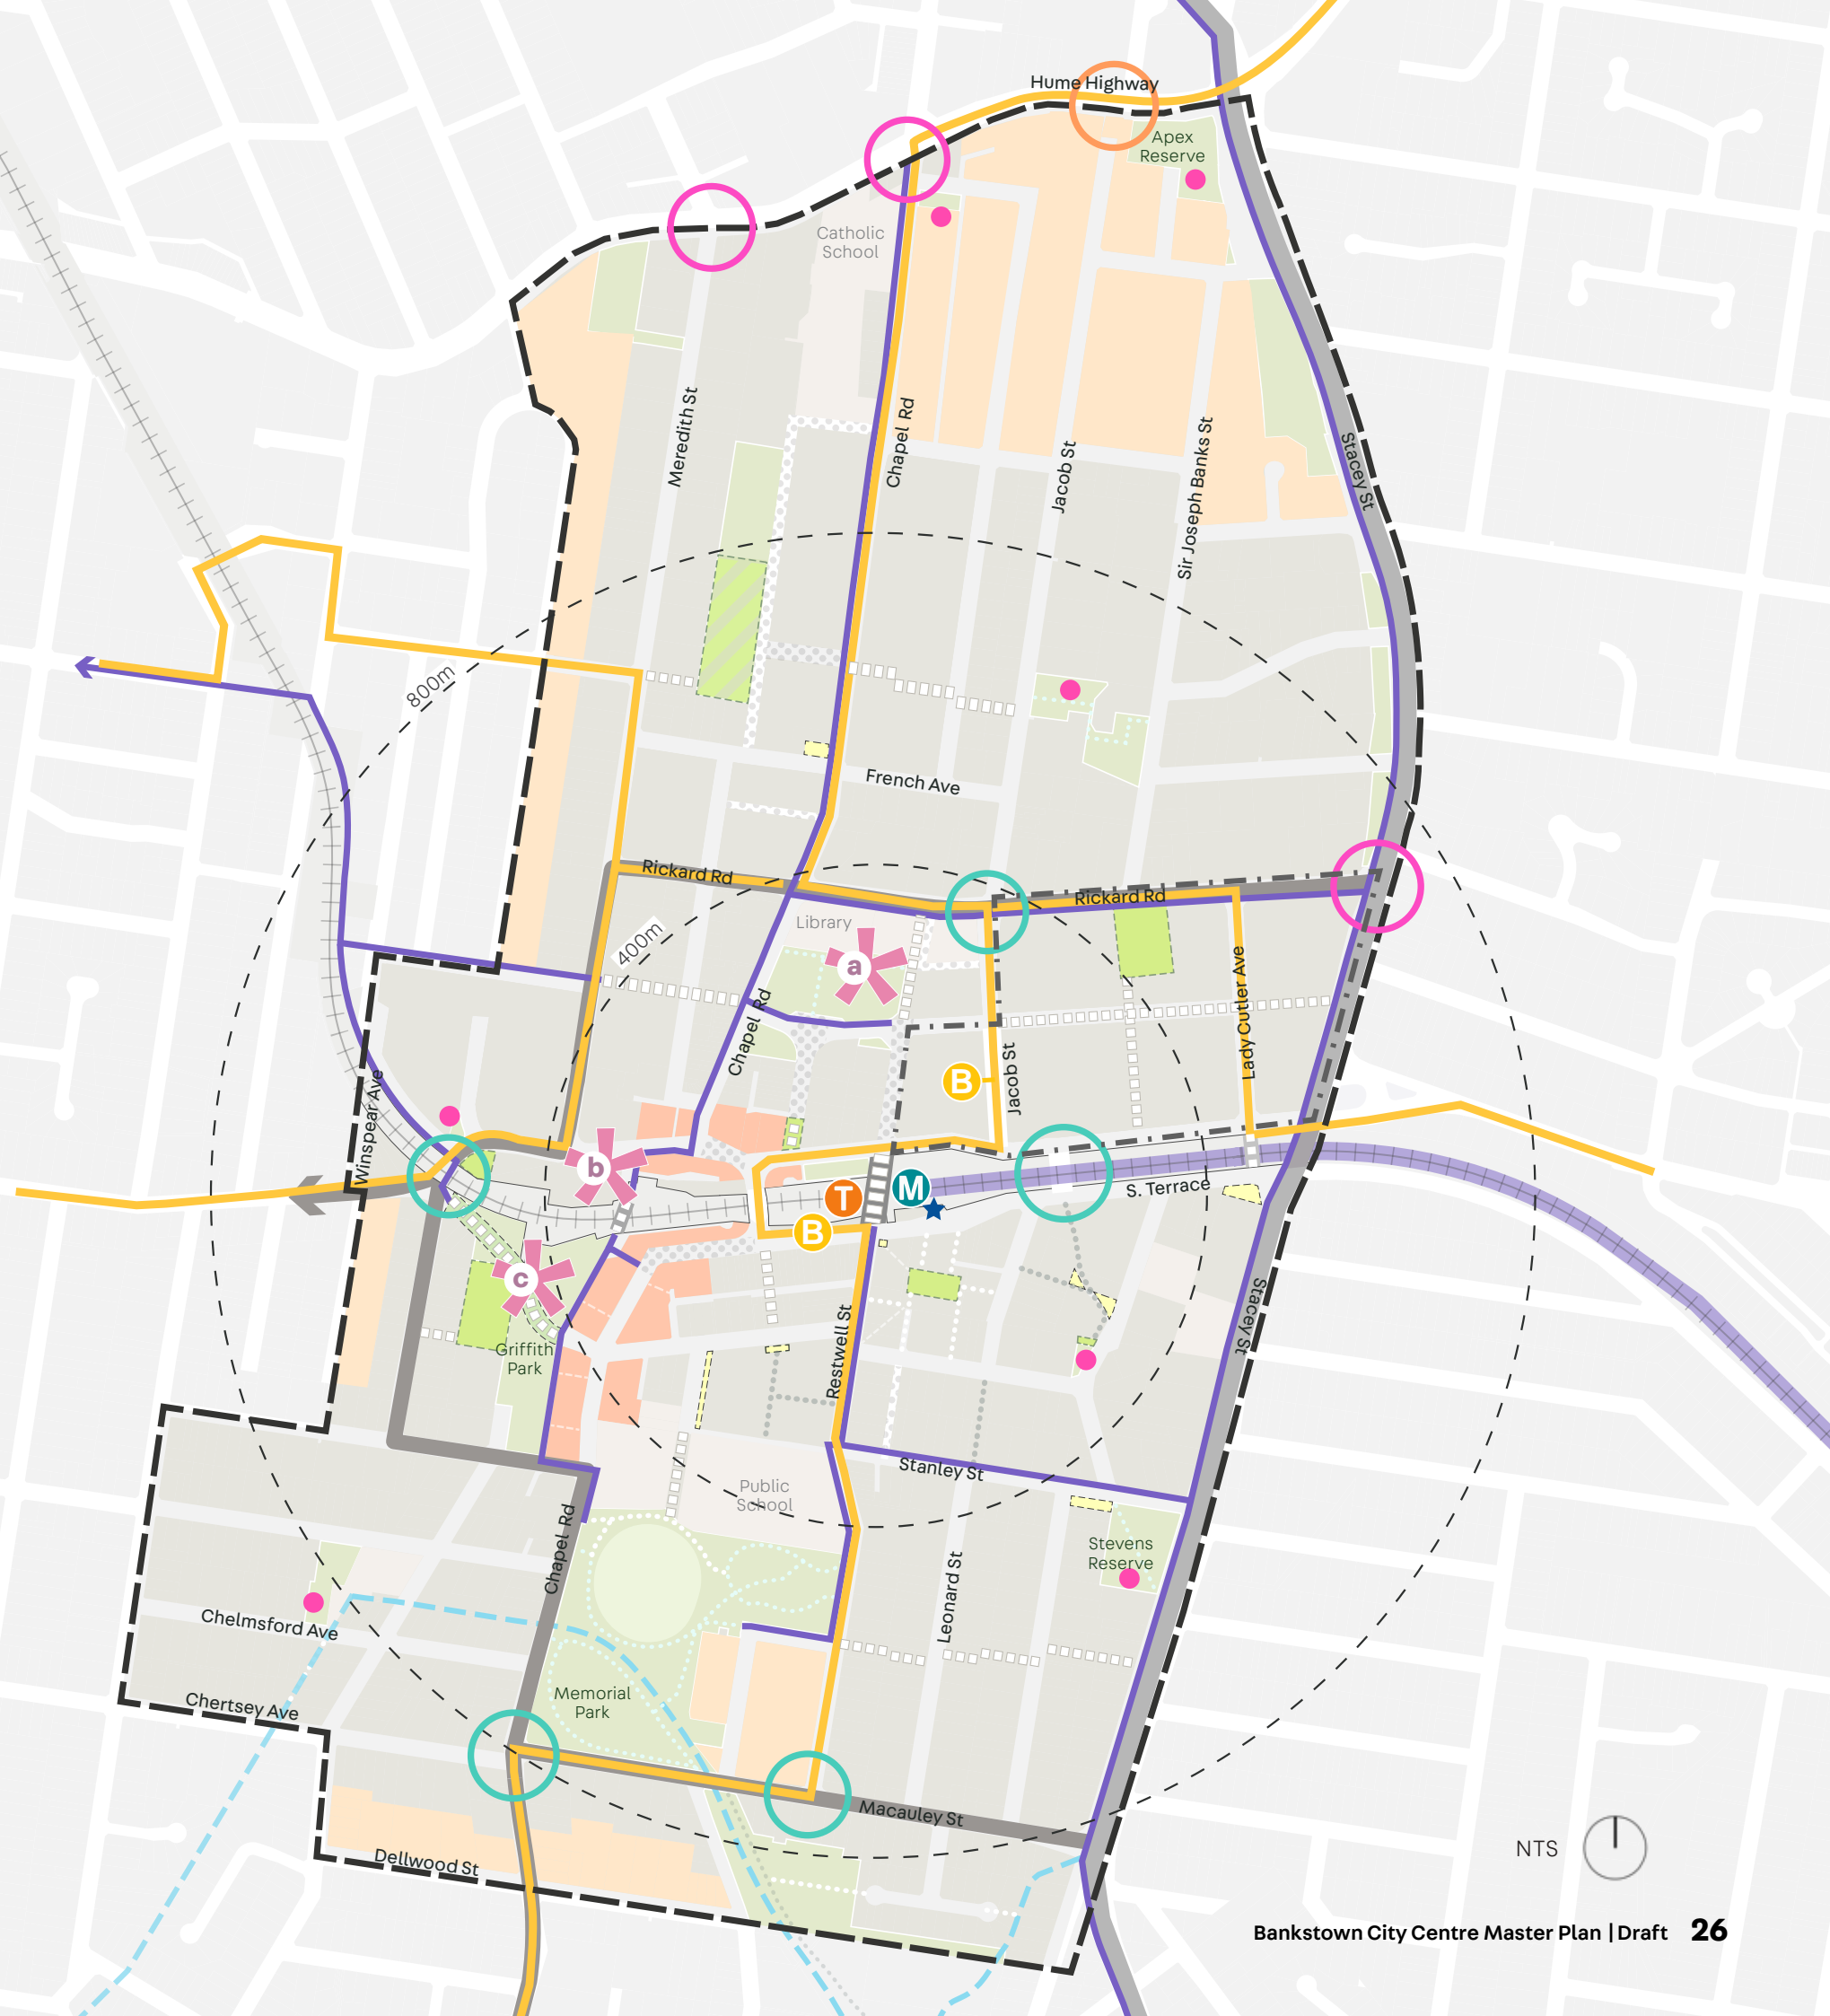 Hume Highway
Apex
Reserve
Catholic
School
Meredith St
Chapel Rd
Jacob St
Sir Joseph Banks St
Stacey St
800m
French Ave
Rickard Rd
Rickard Rd
Library
400m
a
Chapel Rd
Lady Cutler Ave
B
Jacob St
Winspear Ave
b
T
M
S. Terrace
B
c
Griffith
Park
Restwell St
Stacey St
Stanley St
Public
School
Chapel Rd
Leonard St
Stevens
Reserve
Chelmsford Ave
Memorial
Park
Chertsey Ave
Macauley St
Dellwood St
NTS
Bankstown City Centre Master Plan | Draft 26